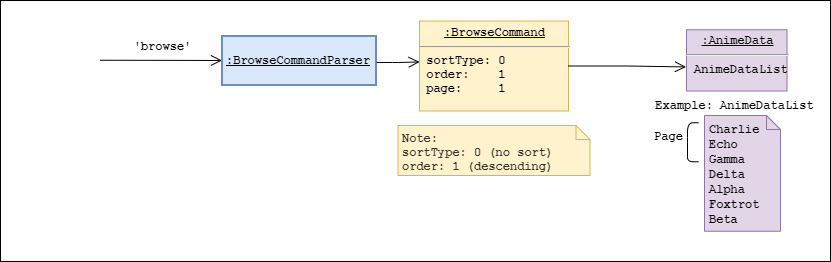 'browse'
:BrowseCommandParser
:BrowseCommand
sortType: 0
order: 1
page: 1
:AnimeData
AnimeDataList
Note:
sortType: 0 (no sort)
order: 1 (descending)
Example: AnimeDataList
Page
Charlie
Echo
Gamma
Delta
Alpha
Foxtrot
Beta